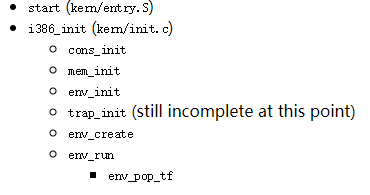 start (kern/entry.S)
i386_init (kern/init.c)
cons_init
mem_init
env_init
trap_init (still incomplete at this point)
env_create
env_run
env_pop_tf